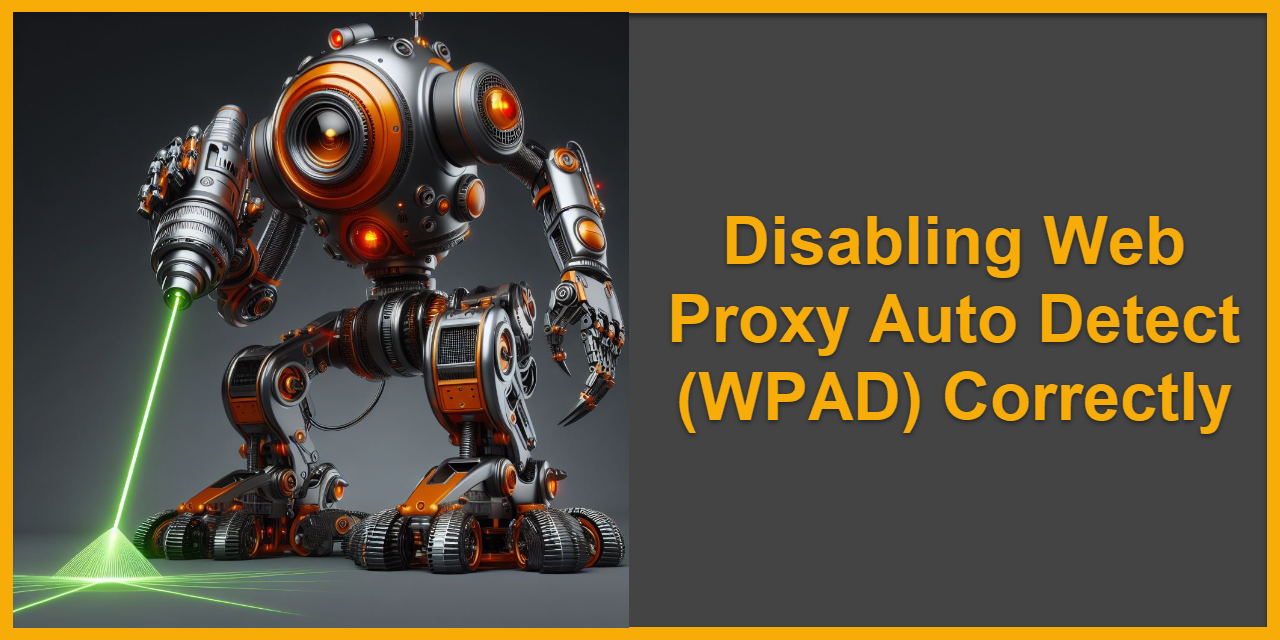 Disabling Web
Proxy Auto Detect
(WPAD) Correctly